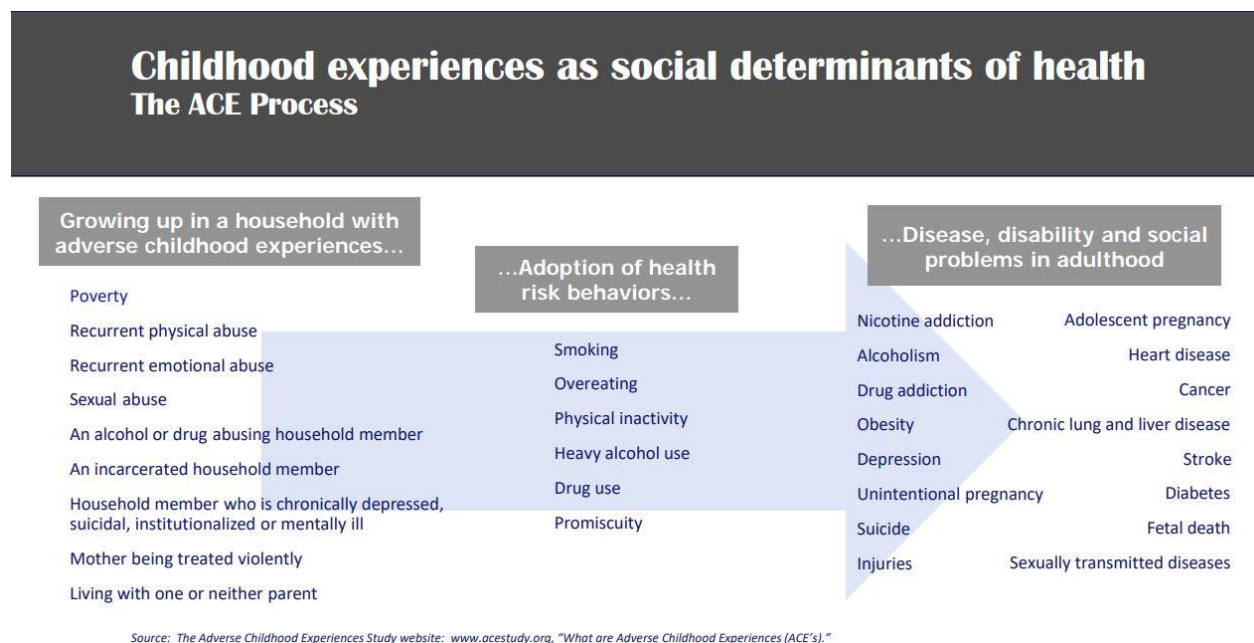 Childhood experiences as social determinants of health
The ACE Process
Growing up in a household with
adverse childhood experiences...
Poverty
Recurrent physical abuse
Recurrent emotional abuse
Sexual abuse
An alcohol or drug abusing household member
An incarcerated household member
Household member who is chronically depressed,
suicidal, institutionalized or mentally ill
Mother being treated violently
Living with one or neither parent
...Adoption of health
risk behaviors...
Smoking
Overeating
Physical inactivity
Heavy alcohol use
Drug use
Promiscuity
...Disease, disability and social
problems in adulthood
Nicotine addiction
Alcoholism
Drug addiction
Obesity
Depression
Unintentional pregnancy
Suicide
Injuries
Adolescent pregnancy
Heart disease
Cancer
Chronic lung and liver disease
Stroke
Diabetes
Fetal death
Sexually transmitted diseases
Source: The Adverse Childhood Experiences Study website: www.acestudy.org, “What are Adverse Childhood Experiences (ACE’s).”